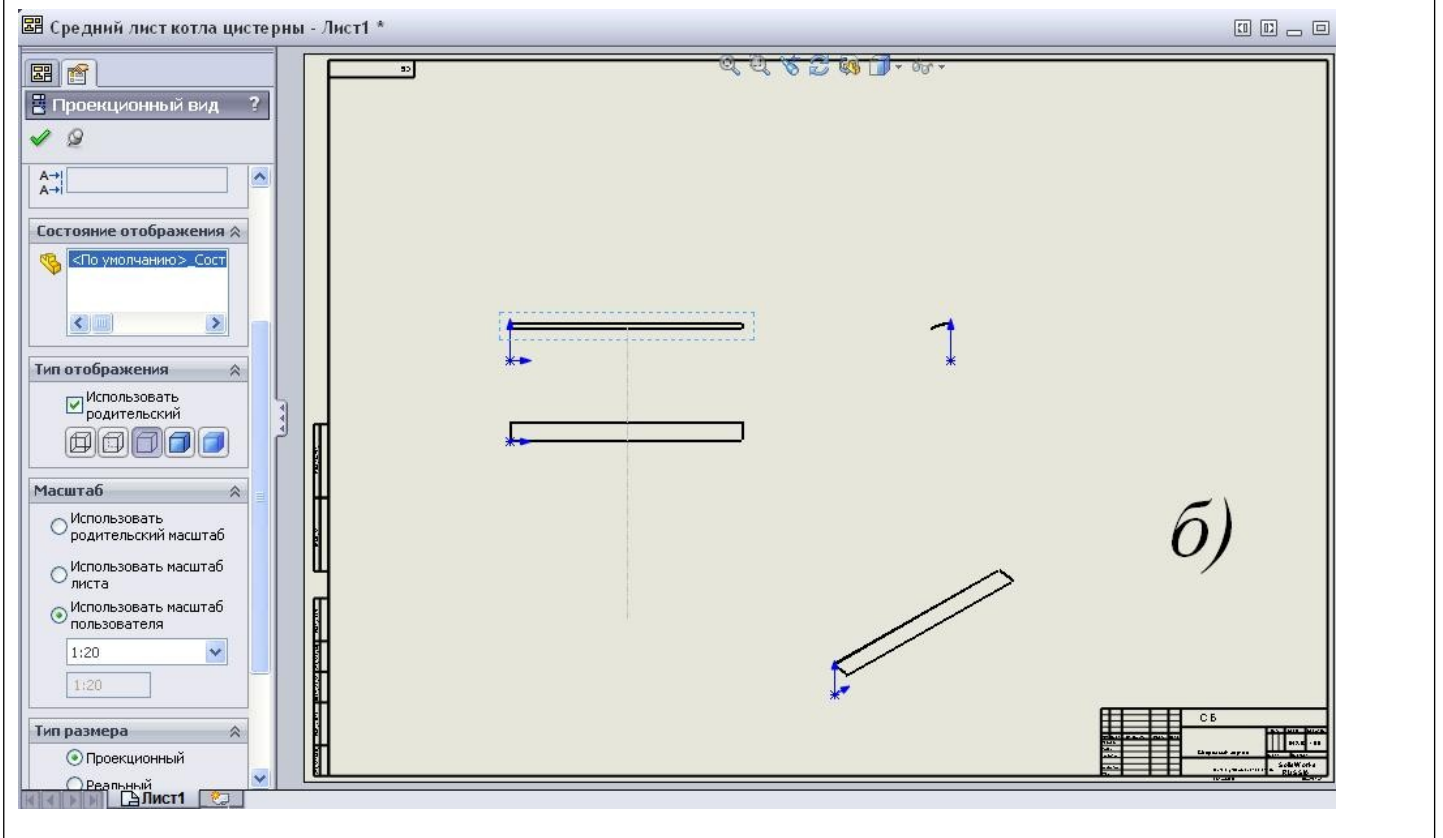 Средний лист котла цистерны - Лист1 *
Проекционный вид ?
A
A
Состояние отображения
<По умолчанию>_Сост
Тип отображения
Использовать
родительский
Масштаб
Использовать
родительский масштаб
Использовать масштаб
листа
Использовать масштаб
пользователя
1:20
1:20
Тип размера
Проекционный
Реальный
Лист1
СБ
SolidWorks
RUSSIA
б)